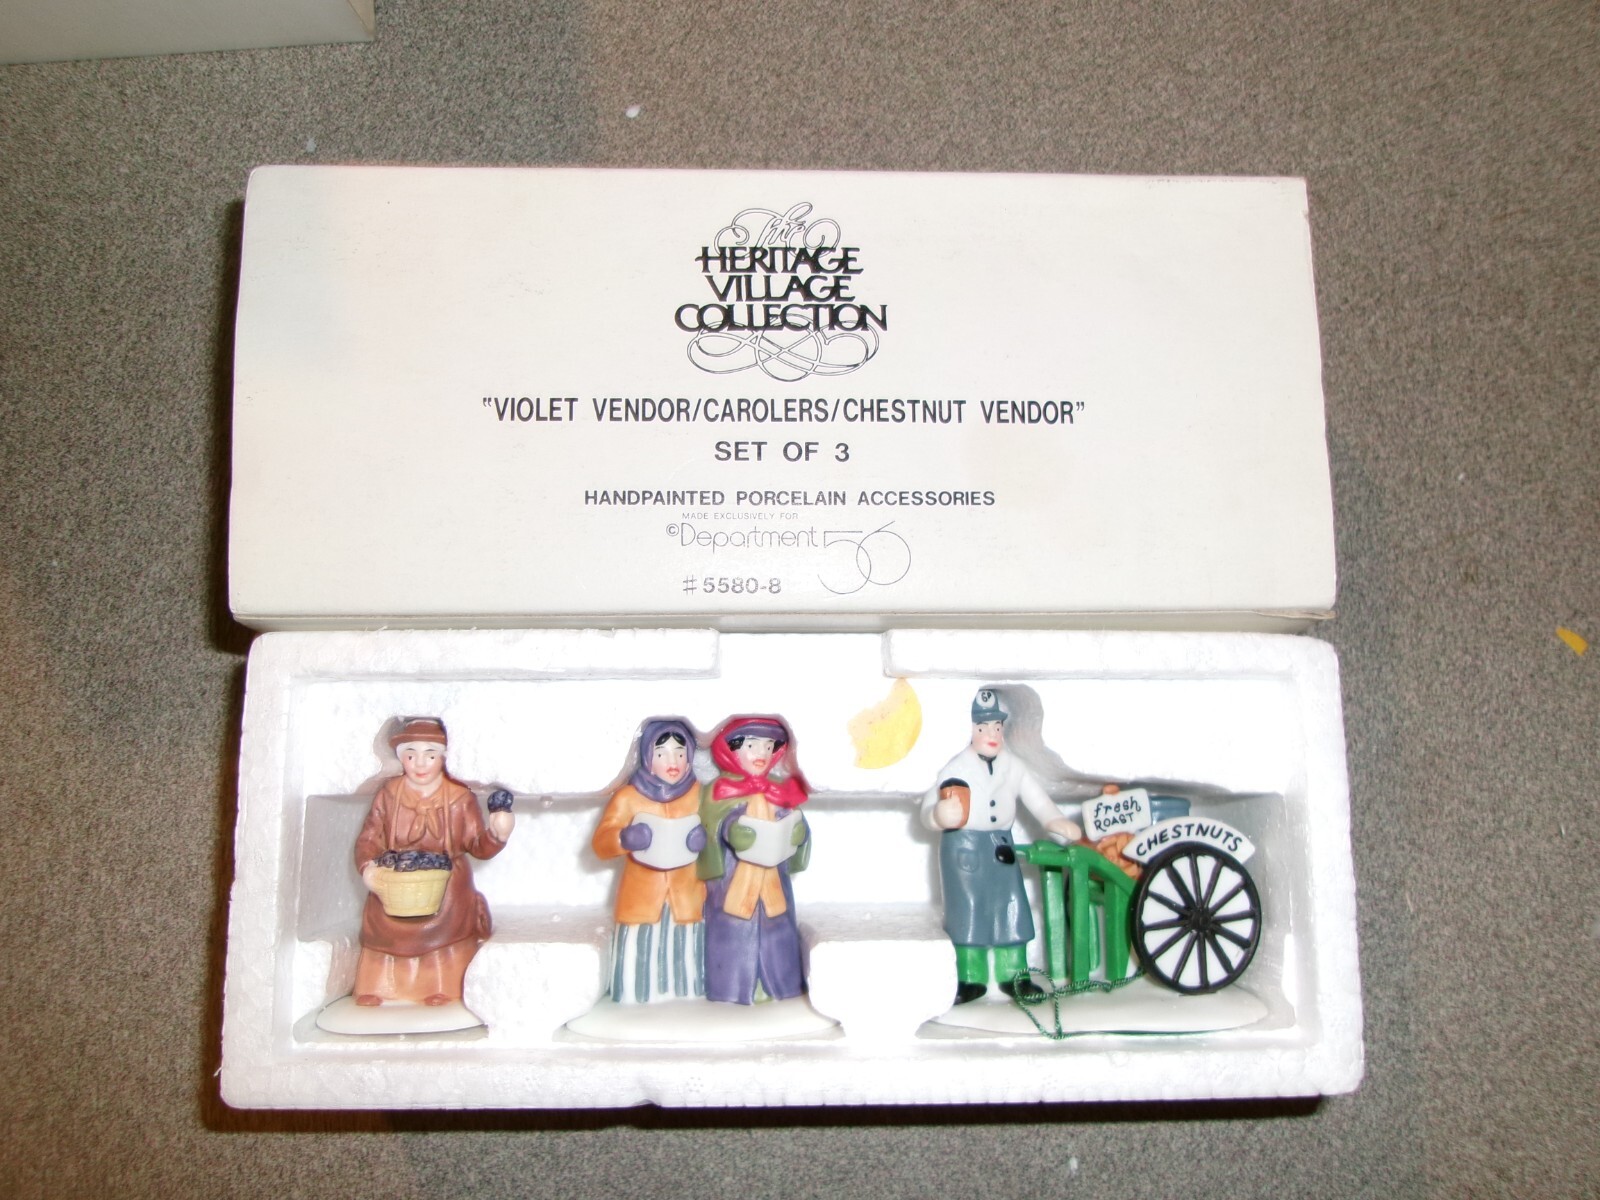 The
HERITAGE
VILLAGE
COLLECTION
"VIOLET VENDOR/CAROLERS/CHESTNUT VENDOR"
SET OF 3
HANDPAINTED PORCELAIN ACCESSORIES
MADE EXCLUSIVELY FOR
©Department 56
#5580-8
fresh
ROAST
CHESTNUTS